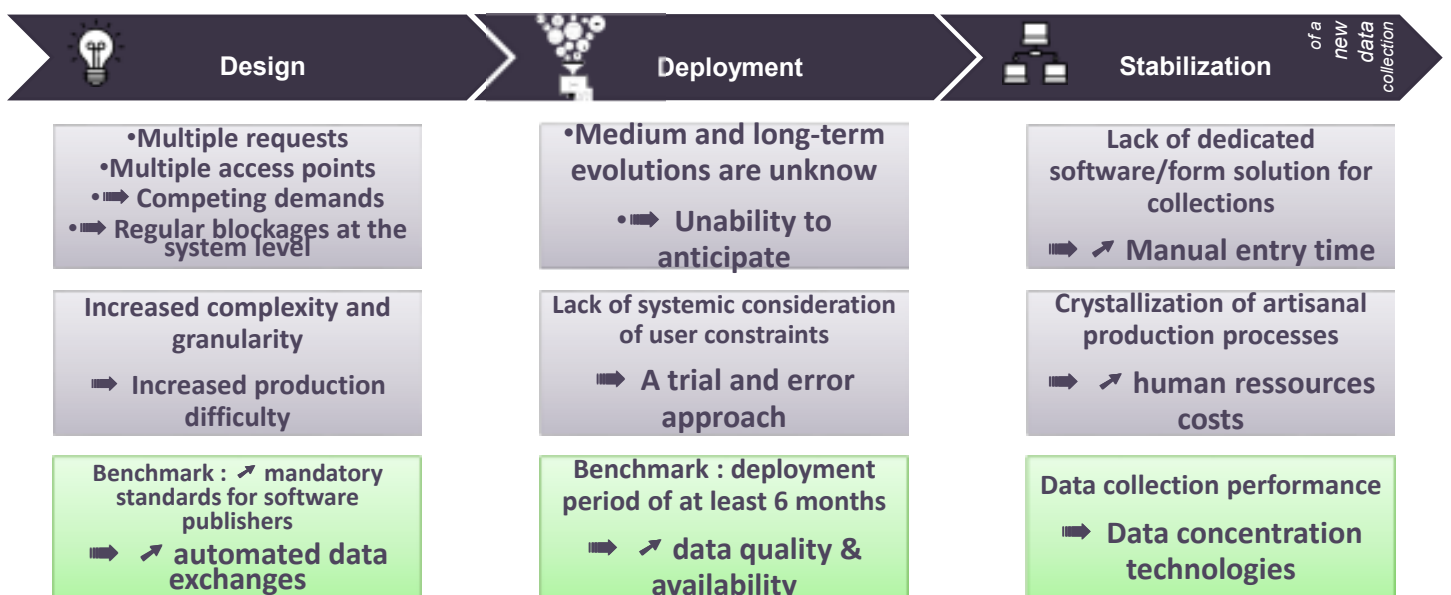 Design
Deployment
Stabilization
of a
new
data
collection
•Multiple requests
•Multiple access points
•➠ Competing demands
•➠ Regular blockages at the
system level
•Medium and long-term
evolutions are unknow
•➠ Unability to
anticipate
Lack of dedicated
software/form solution for
collections
➠ ➚ Manual entry time
Increased complexity and
granularity
➠ Increased production
difficulty
Lack of systemic consideration
of user constraints
➠ A trial and error
approach
Crystallization of artisanal
production processes
➠ ➚ human ressources
costs
Benchmark : ➚ mandatory
standards for software
publishers
➠ ➚ automated data
exchanges
Benchmark : deployment
period of at least 6 months
➠ ➚ data quality &
availability
Data collection performance
➠ Data concentration
technologies